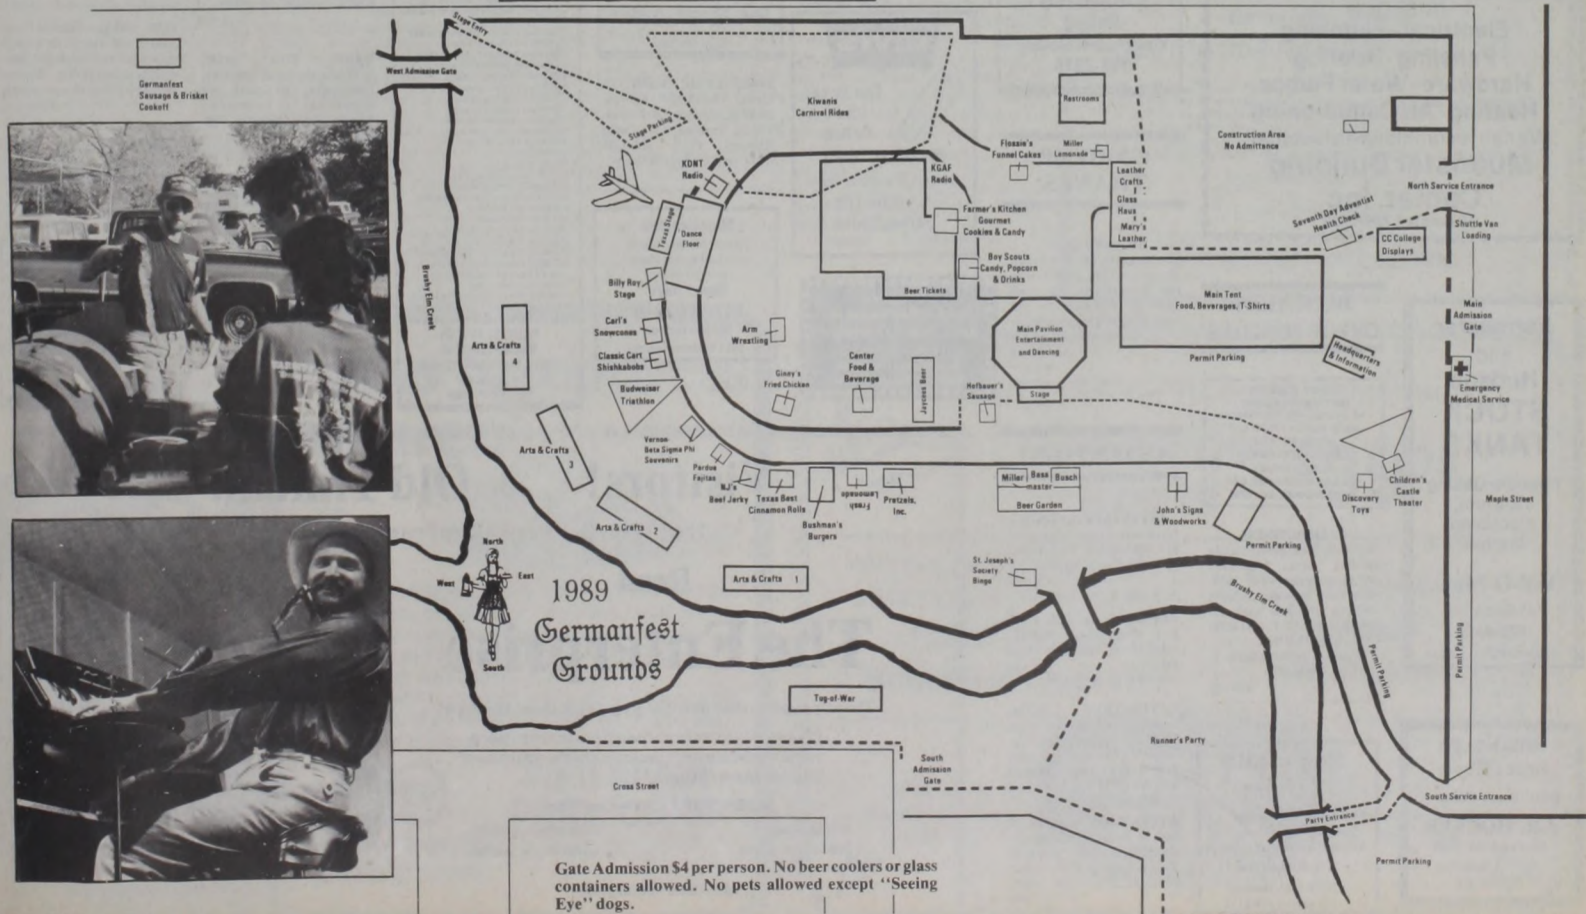 Germanfest
Sausage & Brisket
Cookoff
West Admission Gate
Stage Entry
Stage Parking
Kiwanis
Carnival Rides
Restrooms
Construction Area
No Admittance
KDNT
Radio
KGAF
Radio
Flossie's
Funnel Cakes
Miller
Lemonade
Leather
Crafts
Glass
Haus
Mary's
Leather
North Service Entrance
Seventh Day Adventist
Health Check
CC College
Displays
Shuttle Van
Loading
Texas Stage
Dance
Floor
Farmer's Kitchen
Gourmet
Cookies & Candy
Boy Scouts
Candy, Popcorn
& Drinks
Beer Tickets
Brushy Elm Creek
Billy Roy
Stage
Main Tent
Food, Beverages, T-Shirts
Main
Admission
Gate
Carl's
Snowcones
Arts & Crafts
4
Arm
Wrestling
Main Pavilion
Entertainment
and Dancing
Stage
Permit Parking
Headquarters
& Information
Classic Cart
Shishkabobs
Budweiser
Triathlon
Ginny's
Fried Chicken
Center
Food &
Beverage
Jaycees Beer
Hofbauer's
Sausage
Emergency
Medical Service
Vernon
Beta Sigma Phi
Souvenirs
Arts & Crafts 3
Pardue
Fajitas
NJ's
Beef Jerky
Texas Best
Cinnamon Rolls
Bushman's
Burgers
Fresh
Lemonade
Pretzels,
Inc.
Miller
Bass
master
Busch
Beer Garden
John's Signs
& Woodworks
Discovery
Toys
Children's
Castle
Theater
Maple Street
Arts & Crafts 2
Permit Parking
North
West
East
South
1989
Germanfest
Grounds
Arts & Crafts 1
St. Joseph's
Society
Bingo
Brushy Elm Creek
Permit Parking
Permit Parking
Tug-of-War
Runner's Party
South
Admission
Gate
Cross Street
South Service Entrance
Party Entrance
Permit Parking
Gate Admission $4 per person. No beer coolers or glass
containers allowed. No pets allowed except "Seeing
Eye" dogs.